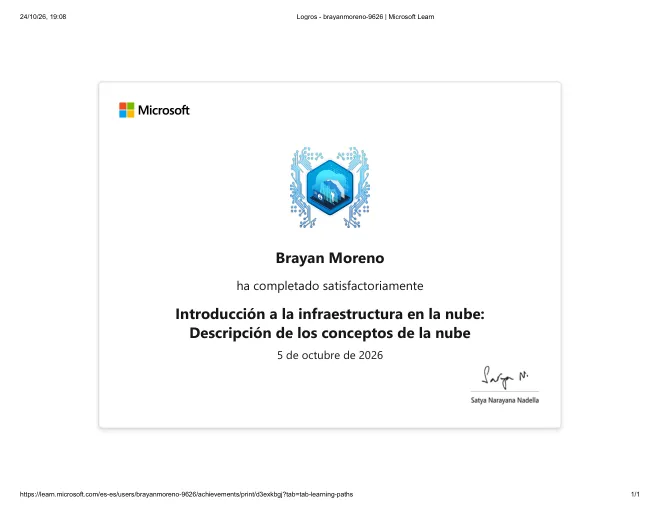 24/10/26, 19:08
Logros - brayanmoreno-9626 | Microsoft Learn
Microsoft
Brayan Moreno
ha completado satisfactoriamente
Introducción a la infraestructura en la nube:
Descripción de los conceptos de la nube
5 de octubre de 2026
Satya N.
Satya Narayana Nadella
https://learn.microsoft.com/es-es/users/brayanmoreno-9626/achievements/print/d3exkbgj?tab=tab-learning-paths
1/1